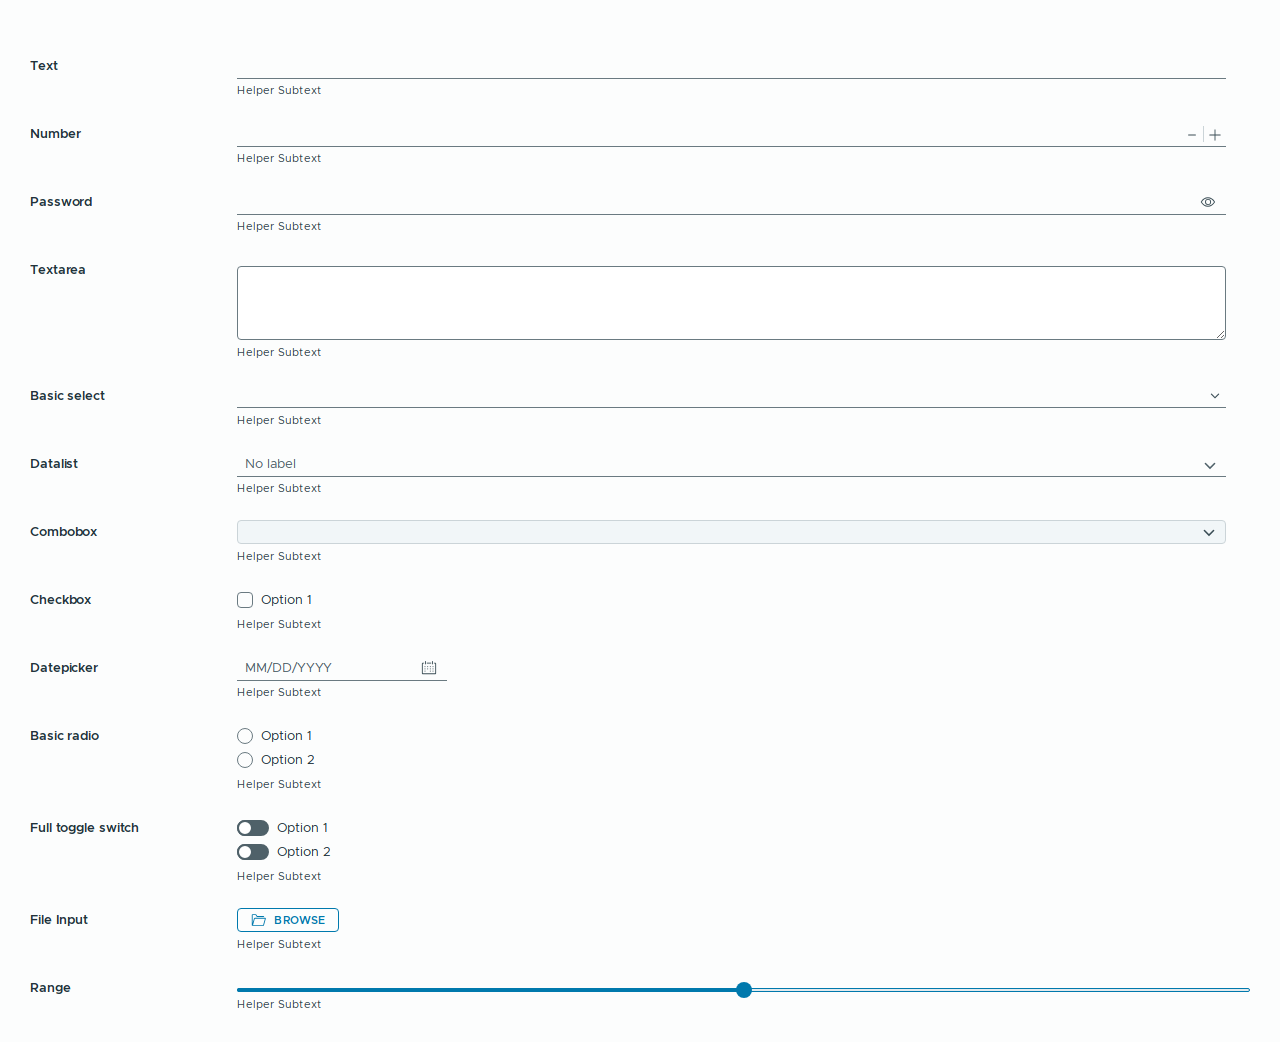 Text
Helper Subtext
Number
Helper Subtext
Password
Helper Subtext
Textarea
Helper Subtext
Basic select
Helper Subtext
Datalist
No label
Helper Subtext
Combobox
Helper Subtext
Checkbox
Option 1
Helper Subtext
Datepicker
MM/DD/YYYY
Helper Subtext
Basic radio
Option 1
Option 2
Helper Subtext
Full toggle switch
Option 1
Option 2
Helper Subtext
File Input
BROWSE
Helper Subtext
Range
Helper Subtext